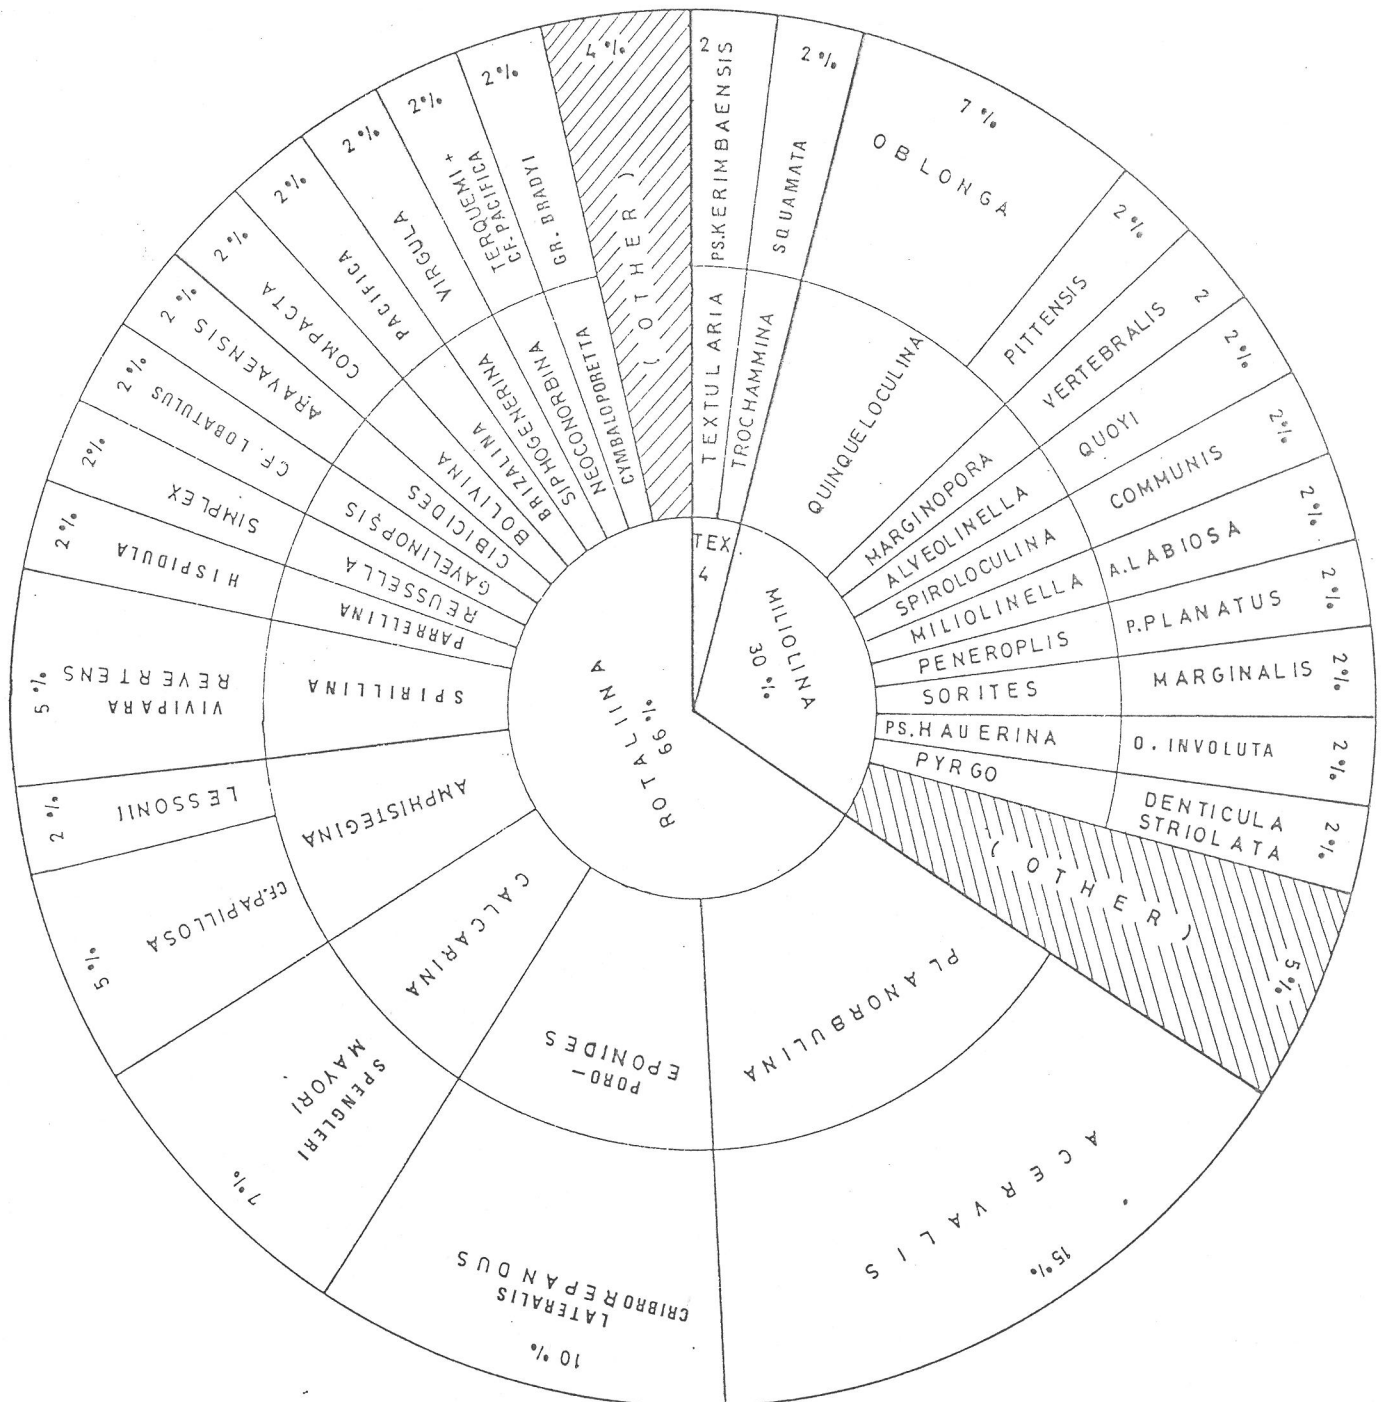 TEX
4
MILIOLINA
30 %
ROTALIINA
66%
TEXTULARIA
PS.KERIMBAENSIS
2
TROCHAMMINA
SQUAMATA
2%
QUINQUELOCULINA
OBLONGA
7 %
PITTENSIS
2%
MARGINOPORA
VERTEBRALIS
2
ALVEOLINELLA
QUOYI
2%
SPIROLOCULINA
COMMUNIS
2%
MILIOLINELLA
A.LABIOSA
2%
PENEROPLIS
P.PLANATUS
2%
SORITES
MARGINALIS
2%
PS.HAUERINA
O.INVOLUTA
2%
PYRGO
DENTICULA
STRIOLATA
2%
( OTHER )
5%
PLANORBULINA
ACERVALIS
15%
PORO-
EPONIDES
LATERALIS
CRIBROREPANDUS
10 %
CALCARINA
SPENGLERI
MAYORI
7%
AMPHISTEGINA
CF.PAPILLOSA
5%
LESSONII
2 %
SPIRILLINA
VIVIPARA
REVERTENS
5 %
PARRELLINA
HISPIDULA
2%
REUSSELLA
SIMPLEX
2%
GAVELINOPSIS
C.F. LOBATULUS
2%
CIBICIDES
ARAVAENSIS
2%
BOLIVINA
COMPACTA
2%
BRIZALINA
PACIFICA
2%
SIPHOGENERINA
VIRGULA
2%
NEOCONORBINA
TERQUEMI+
CF. PACIFICA
2%
CYMBALOPORETTA
GR. BRADYI
2%
( OTHER )
4%